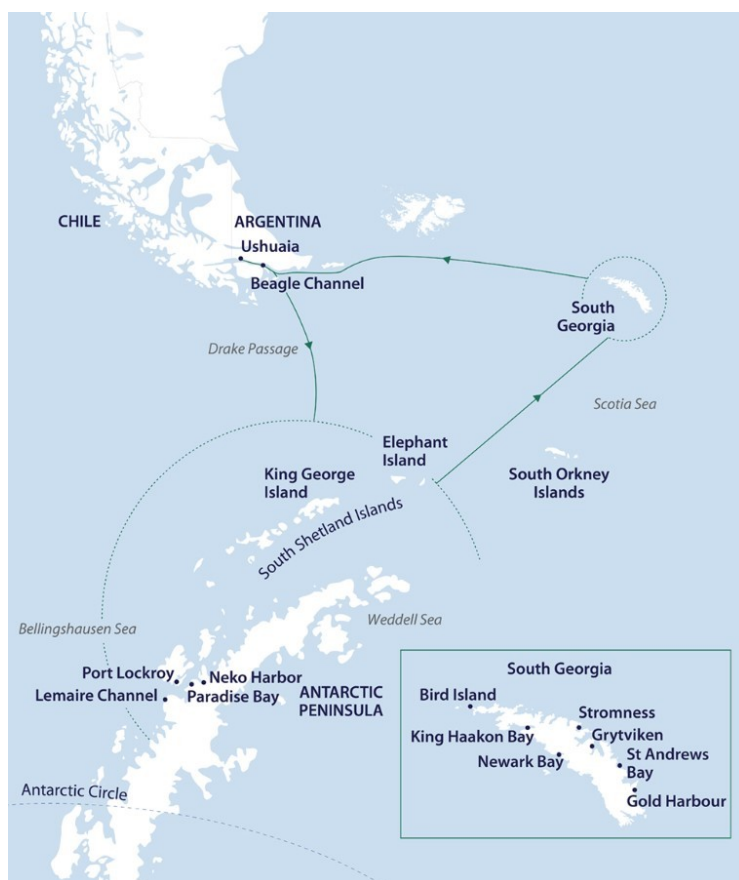 CHILE
ARGENTINA
Ushuaia
Beagle Channel
South
Georgia
Drake Passage
Scotia Sea
Elephant
Island
King George
Island
South Orkney
Islands
South Shetland Islands
Bellingshausen Sea
Weddell Sea
Port Lockroy
Neko Harbor
Lemaire Channel
Paradise Bay
ANTARCTIC
PENINSULA
Antarctic Circle
South Georgia
Bird Island
Stromness
King Haakon Bay
Grytviken
Newark Bay
St Andrews
Bay
Gold Harbour